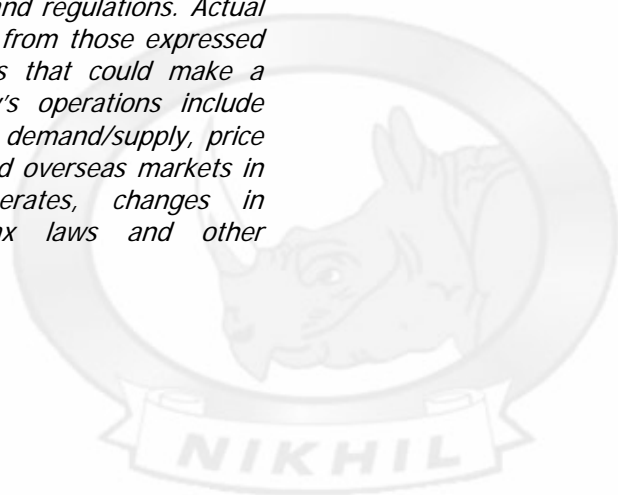 and regulations. Actual
from those expressed
s that could make a
y's operations include
demand/supply, price
d overseas markets in
erates, changes in
ax laws and other
NIKHIL